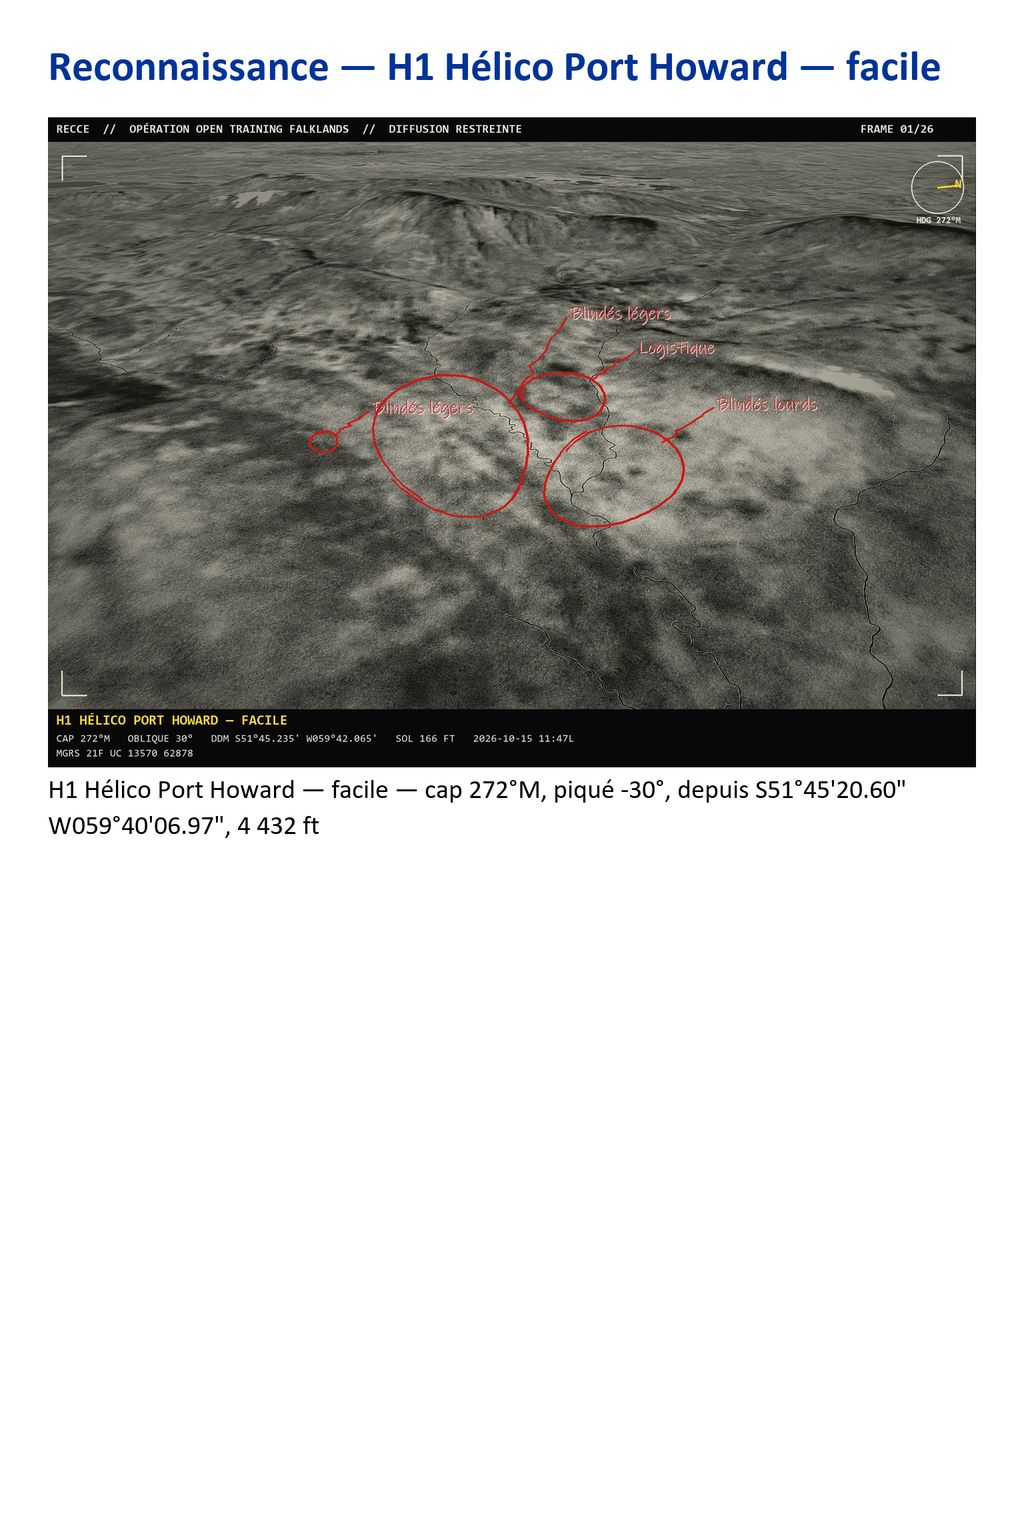 Reconnaissance — H1 Hélico Port Howard — facile
RECCE // OPÉRATION OPEN TRAINING FALKLANDS // DIFFUSION RESTREINTE FRAME 01/26
N
HDG 272°M
Blindés légers
Logistique
Blindés légers
Blindés lourds
H1 HÉLICO PORT HOWARD — FACILE
CAP 272°M OBLIQUE 30° DDM S51°45.235' W059°42.065' SOL 166 FT 2026-10-15 11:47L
MGRS 21F UC 13570 62878
H1 Hélico Port Howard — facile — cap 272°M, piqué -30°, depuis S51°45'20.60"
W059°40'06.97", 4 432 ft